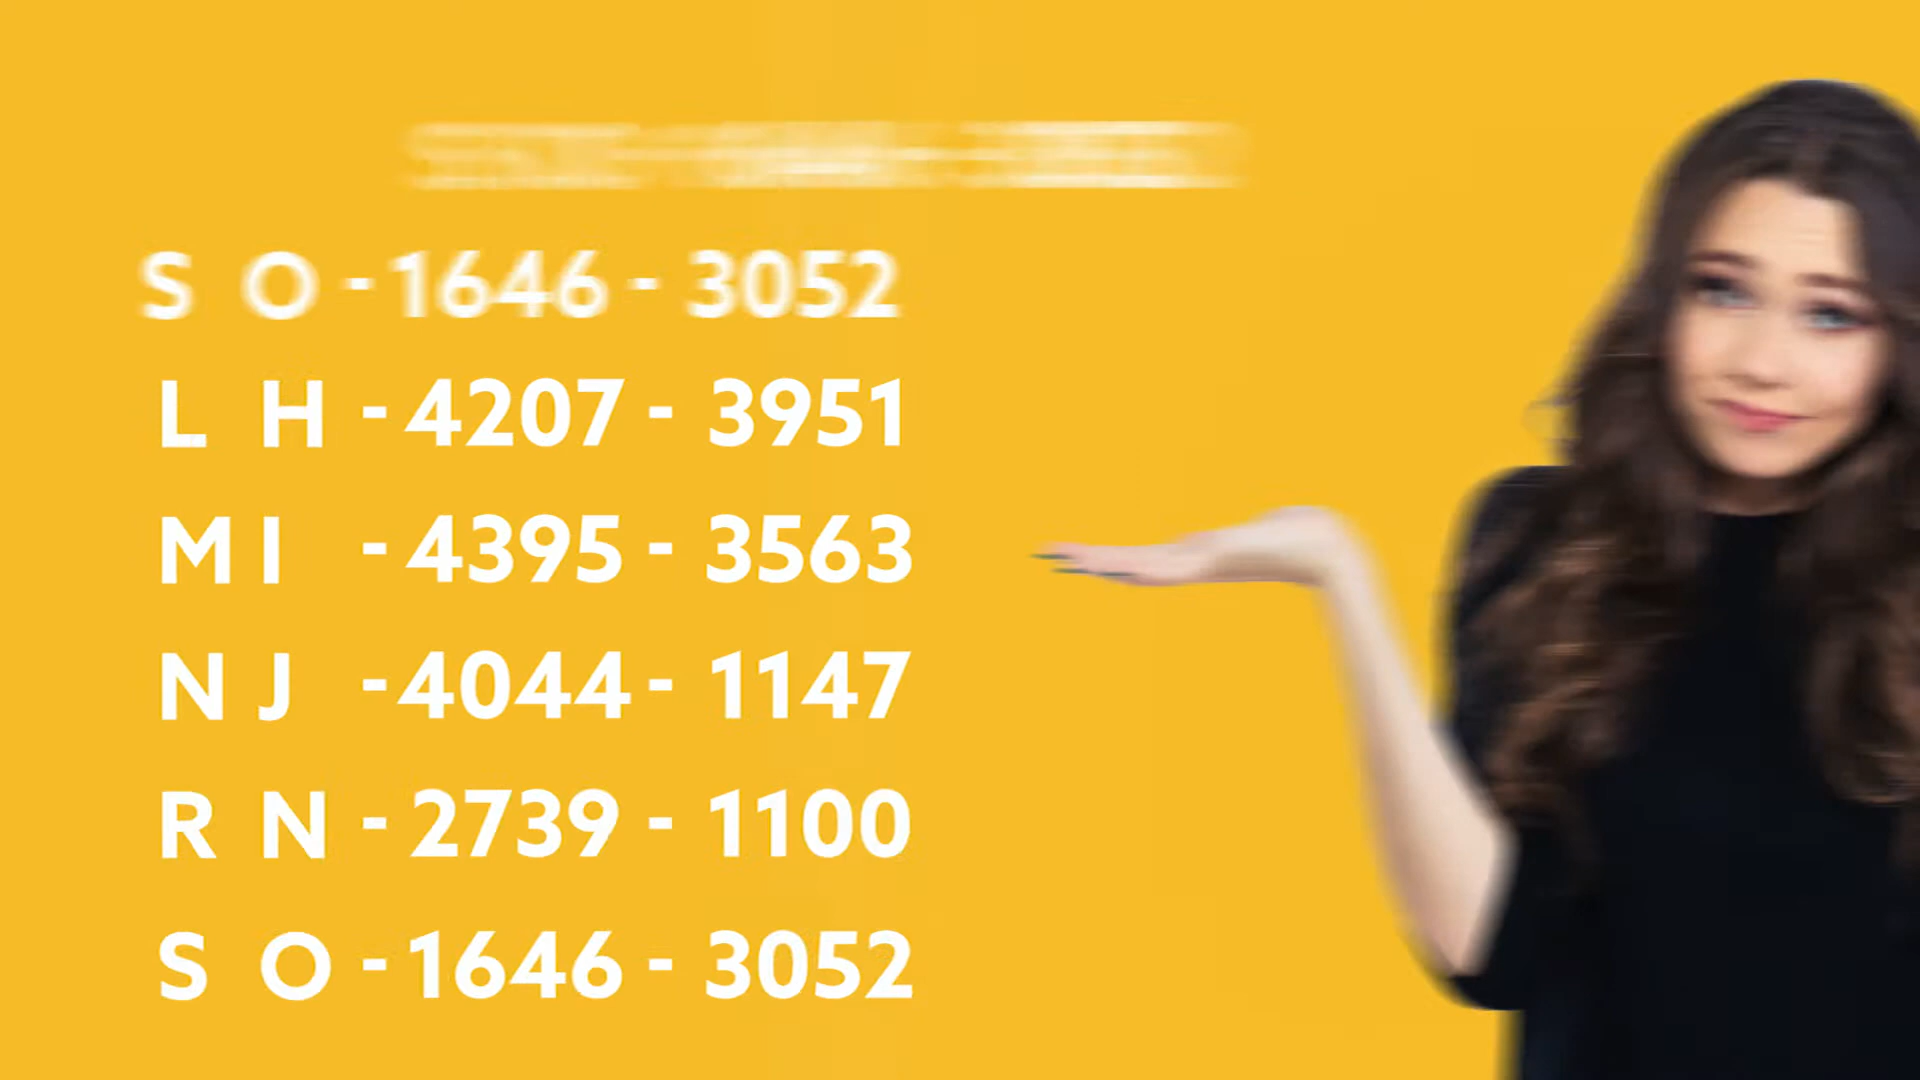 S O - 1646 - 3052
L H - 4207 - 3951
M I - 4395 - 3563
N J - 4044 - 1147
R N - 2739 - 1100
S O - 1646 - 3052